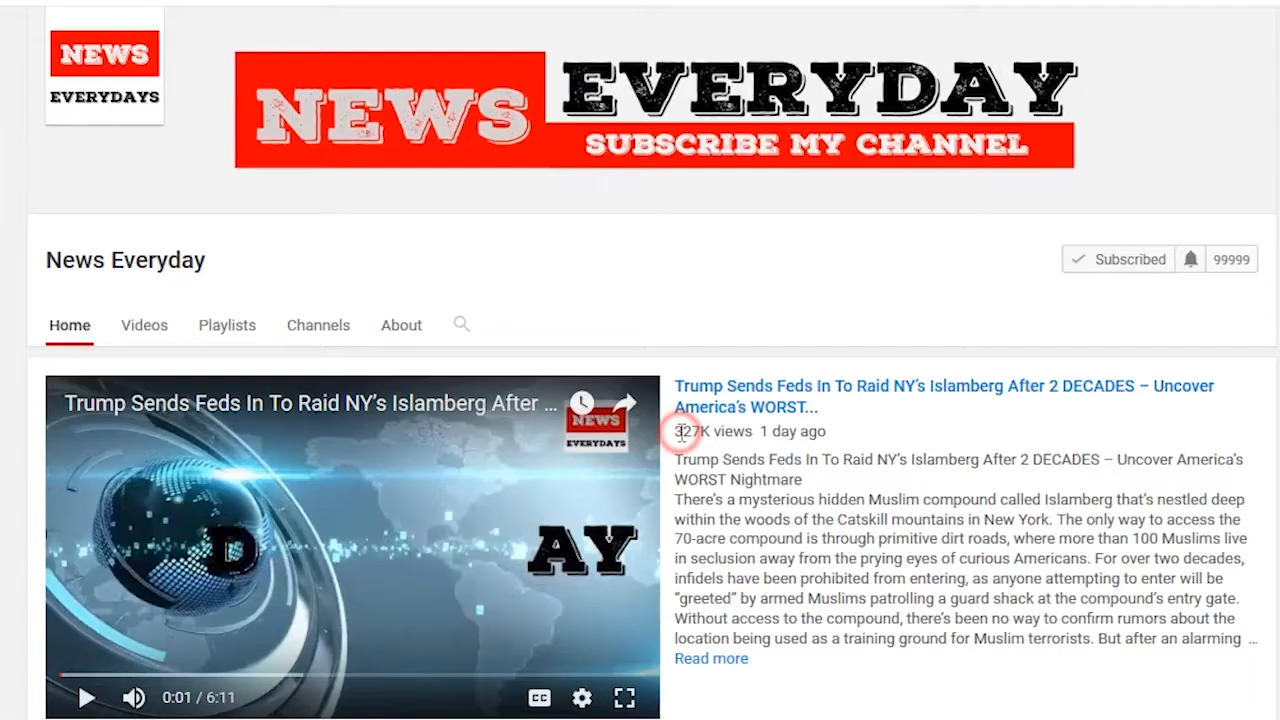 NEWS
EVERYDAYS
NEWS
EVERYDAY
SUBSCRIBE MY CHANNEL
News Everyday
Subscribed 99999
Home Videos Playlists Channels About
Trump Sends Feds In To Raid NY’s Islamberg After ...
NEWS
EVERYDAYS
D AY
0:01 / 6:11
CC
Trump Sends Feds In To Raid NY’s Islamberg After 2 DECADES – Uncover
America’s WORST...
327K views 1 day ago
Trump Sends Feds In To Raid NY’s Islamberg After 2 DECADES – Uncover America’s
WORST Nightmare
There’s a mysterious hidden Muslim compound called Islamberg that’s nestled deep
within the woods of the Catskill mountains in New York. The only way to access the
70-acre compound is through primitive dirt roads, where more than 100 Muslims live
in seclusion away from the prying eyes of curious Americans. For over two decades,
infidels have been prohibited from entering, as anyone attempting to enter will be
“greeted” by armed Muslims patrolling a guard shack at the compound’s entry gate.
Without access to the compound, there’s been no way to confirm rumors about the
location being used as a training ground for Muslim terrorists. But after an alarming ...
Read more